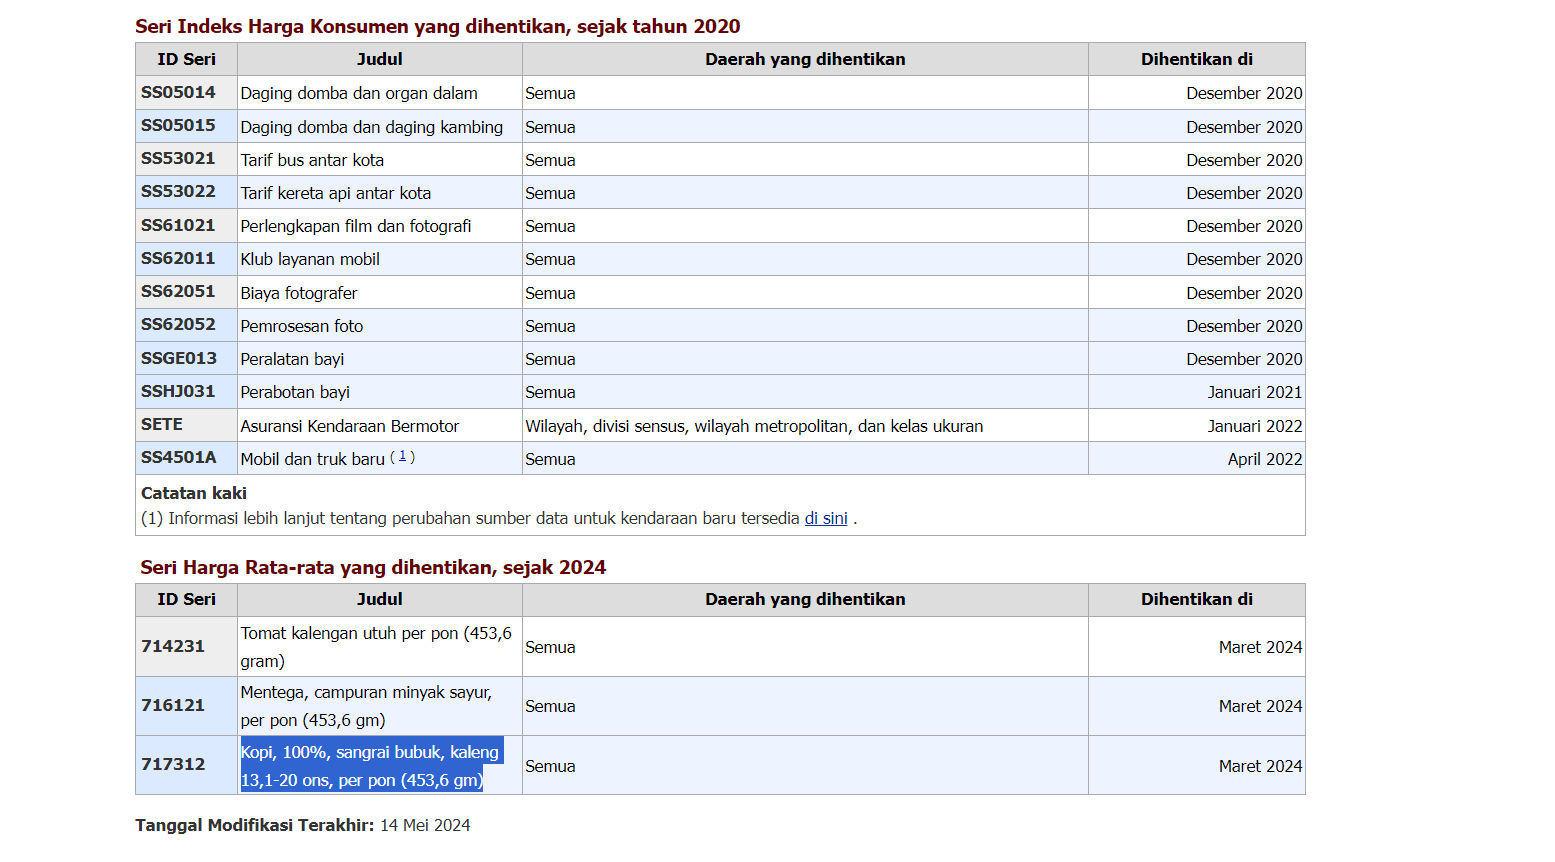 Seri Indeks Harga Konsumen yang dihentikan, sejak tahun 2020
ID Seri Judul Daerah yang dihentikan Dihentikan di
SS05014 Daging domba dan organ dalam Semua Desember 2020
SS05015 Daging domba dan daging kambing Semua Desember 2020
SS53021 Tarif bus antar kota Semua Desember 2020
SS53022 Tarif kereta api antar kota Semua Desember 2020
SS61021 Perlengkapan film dan fotografi Semua Desember 2020
SS62011 Klub layanan mobil Semua Desember 2020
SS62051 Biaya fotografer Semua Desember 2020
SS62052 Pemrosesan foto Semua Desember 2020
SSGE013 Peralatan bayi Semua Desember 2020
SSHJ031 Perabotan bayi Semua Januari 2021
SETE Asuransi Kendaraan Bermotor Wilayah, divisi sensus, wilayah metropolitan, dan kelas ukuran Januari 2022
SS4501A Mobil dan truk baru ( 1 ) Semua April 2022
Catatan kaki
(1) Informasi lebih lanjut tentang perubahan sumber data untuk kendaraan baru tersedia di sini .
Seri Harga Rata-rata yang dihentikan, sejak 2024
ID Seri Judul Daerah yang dihentikan Dihentikan di
714231 Tomat kalengan utuh per pon (453,6 
gram) Semua Maret 2024
716121 Mentega, campuran minyak sayur, 
per pon (453,6 gm) Semua Maret 2024
717312 Kopi, 100%, sangrai bubuk, kaleng 
13,1-20 ons, per pon (453,6 gm) Semua Maret 2024
Tanggal Modifikasi Terakhir: 14 Mei 2024